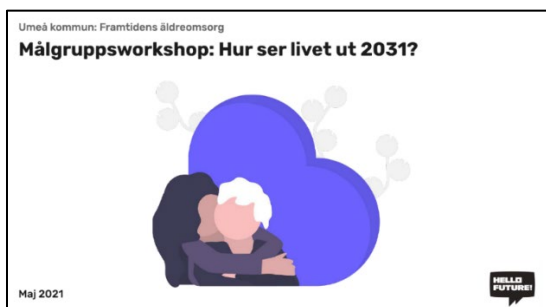 Umeå kommun: Framtidens äldreomsorg
Målgruppsworkshop: Hur ser livet ut 2031?
Maj 2021
HELLO
FUTURE!